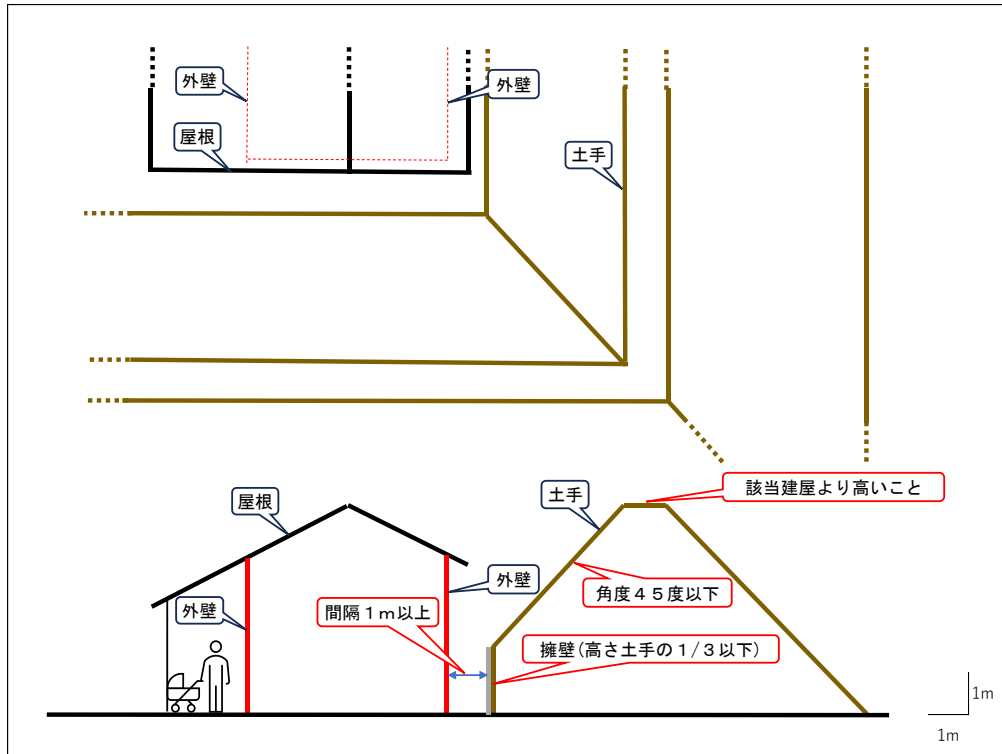 外壁
外壁
屋根
土手
該当建屋より高いこと
土手
屋根
外壁
角度４５度以下
外壁
間隔１ｍ以上
擁壁(高さ土手の１/３以下)
1m
1m